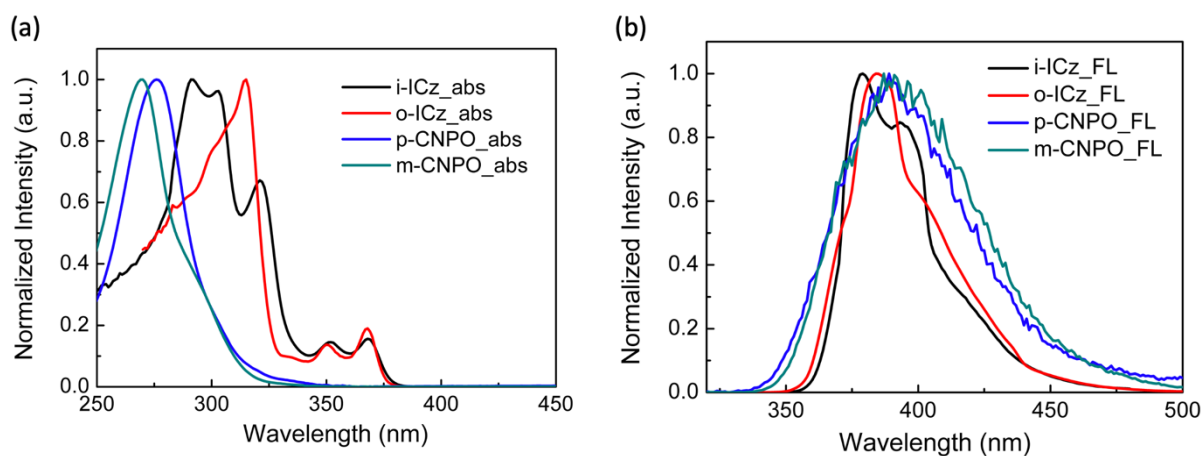 (a)
Normalized Intensity (a.u.)
1.0
0.8
0.6
0.4
0.2
0.0
i-ICz_abs
o-ICz_abs
p-CNPO_abs
m-CNPO_abs
250 300 350 400 450
Wavelength (nm)
(b)
Normalized Intensity (a.u.)
1.0
0.8
0.6
0.4
0.2
0.0
i-ICz_FL
o-ICz_FL
p-CNPO_FL
m-CNPO_FL
350 400 450 500
Wavelength (nm)